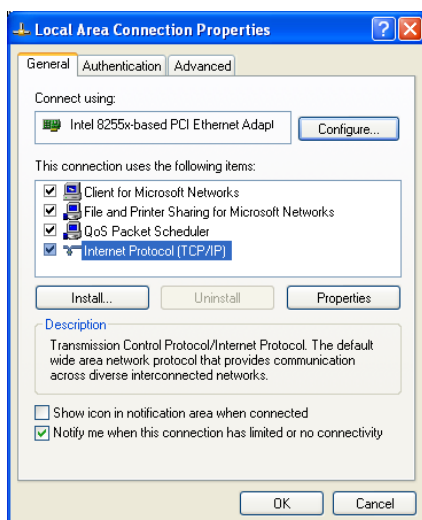 Local Area Connection Properties
General Authentication Advanced
Connect using:
Intel 8255x-based PCI Ethernet Adapt
Configure...
This connection uses the following items:
Client for Microsoft Networks
File and Printer Sharing for Microsoft Networks
QoS Packet Scheduler
Internet Protocol (TCP/IP)
Install... Uninstall Properties
Description
Transmission Control Protocol/Internet Protocol. The default
wide area network protocol that provides communication
across diverse interconnected networks.
Show icon in notification area when connected
Notify me when this connection has limited or no connectivity
OK Cancel